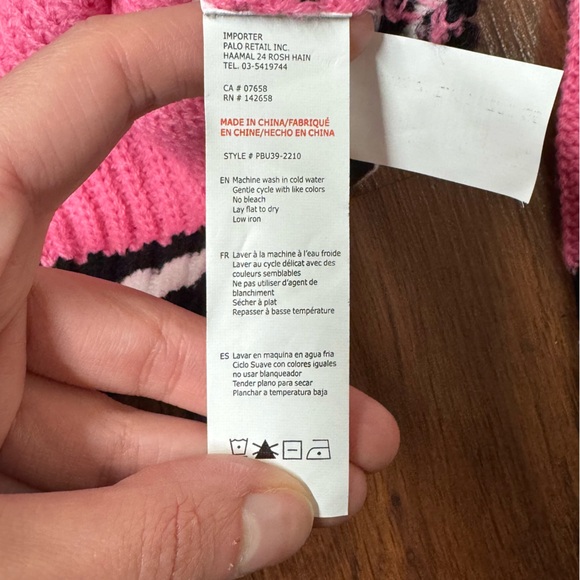 IMPORTER
PALO RETAIL INC.
HAAMAL 24 ROSH HAIN
TEL. 03-5419744
CA # 07658
RN # 142658
MADE IN CHINA/FABRIQUÉ
EN CHINE/HECHO EN CHINA
STYLE # PBU39-2210
EN Machine wash in cold water
Gentle cycle with like colors
No bleach
Lay flat to dry
Low iron
FR Laver à la machine à l'eau froide
Laver au cycle délicat avec des
couleurs semblables
Ne pas utiliser d'agent de
blanchiment
Sécher à plat
Repasser à basse température
ES Lavar en maquina en agua fria
Ciclo Suave con colores iguales
no usar blanqueador
Tender plano para secar
Planchar a temperatura baja